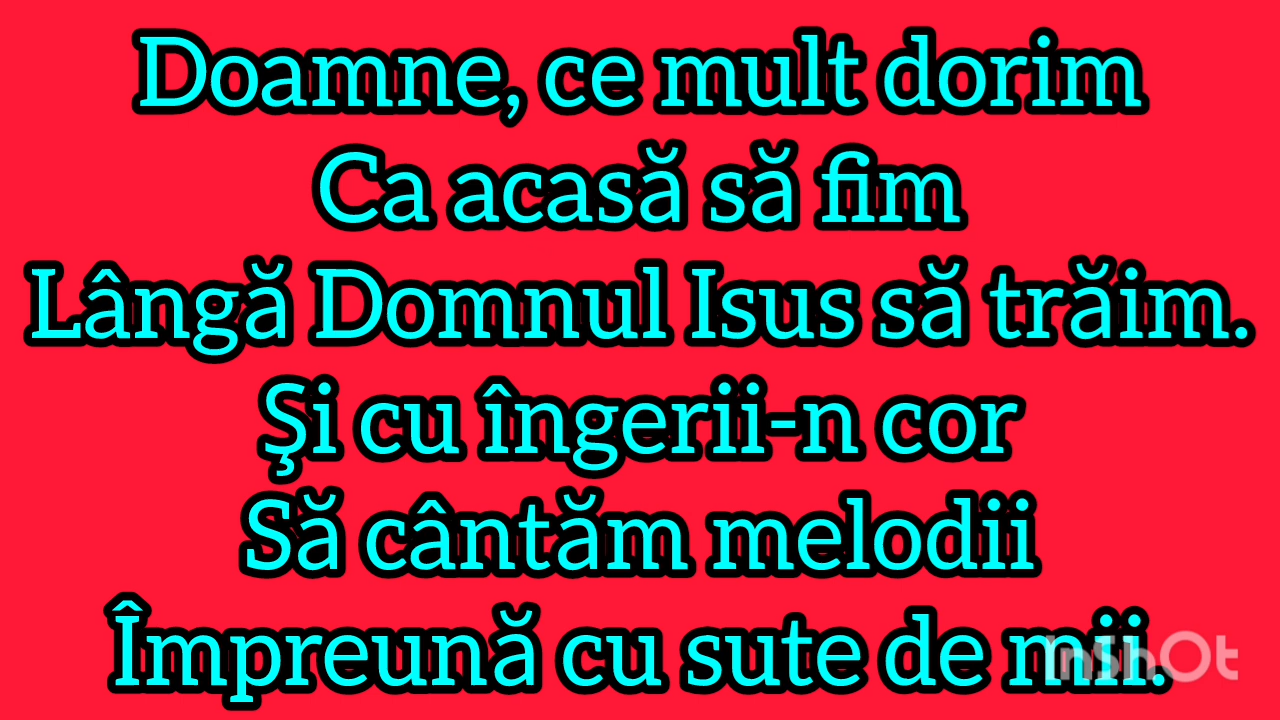 Doamne, ce mult dorim
Ca acasă să fim
Lângă Domnul Isus să trăim.
Şi cu îngerii-n cor
Să cântăm melodii
Împreună cu sute de mii.
InShOt